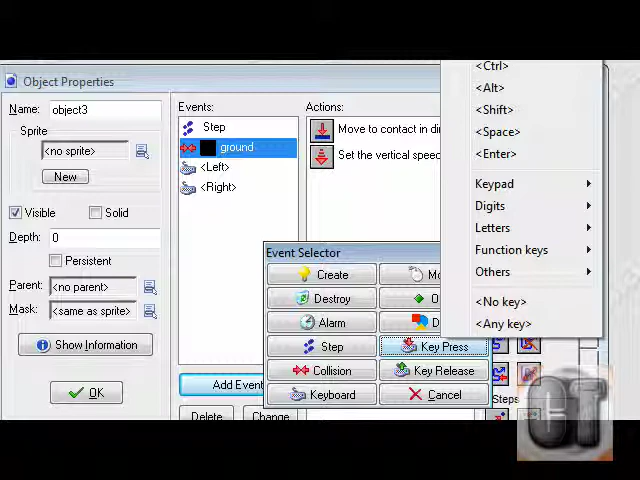 <Ctrl>
Object Properties
<Alt>
Name: object3
Events:
Actions:
<Shift>
Sprite
Step
Move to contact in di
<Space>
<no sprite>
ground
Set the vertical speed
<Enter>
New
<Left>
Keypad
<Right>
Digits
Visible
Solid
Letters
Depth: 0
Event Selector
Function keys
Persistent
Create
Mo
Others
Parent: <no parent>
Destroy
O
<No key>
Mask: <same as sprite>
Alarm
D
<Any key>
Show Information
Step
Key Press
Collision
Key Release
OK
Add Event
Keyboard
Cancel
Steps
Delete
Change